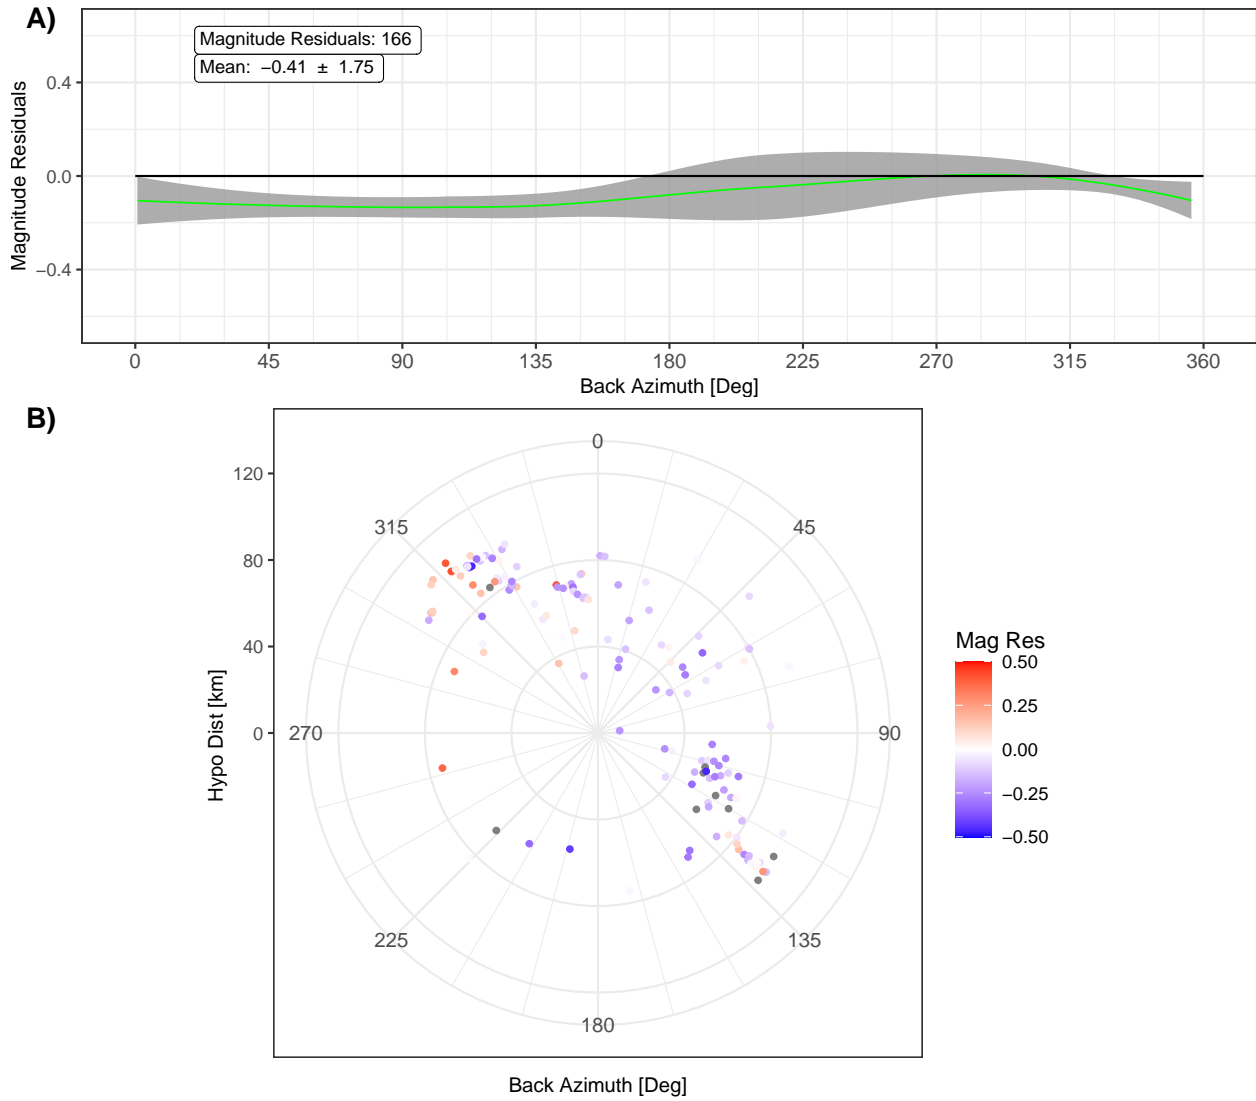 A)
Magnitude Residuals: 166
Mean: −0.41 ± 1.75
Magnitude Residuals
0.4
0.0
−0.4
0 45 90 135 180 225 270 315 360
Back Azimuth [Deg]
B)
Hypo Dist [km]
120
80
40
0
0
45
90
135
180
225
270
315
Back Azimuth [Deg]
Mag Res
0.50
0.25
0.00
−0.25
−0.50